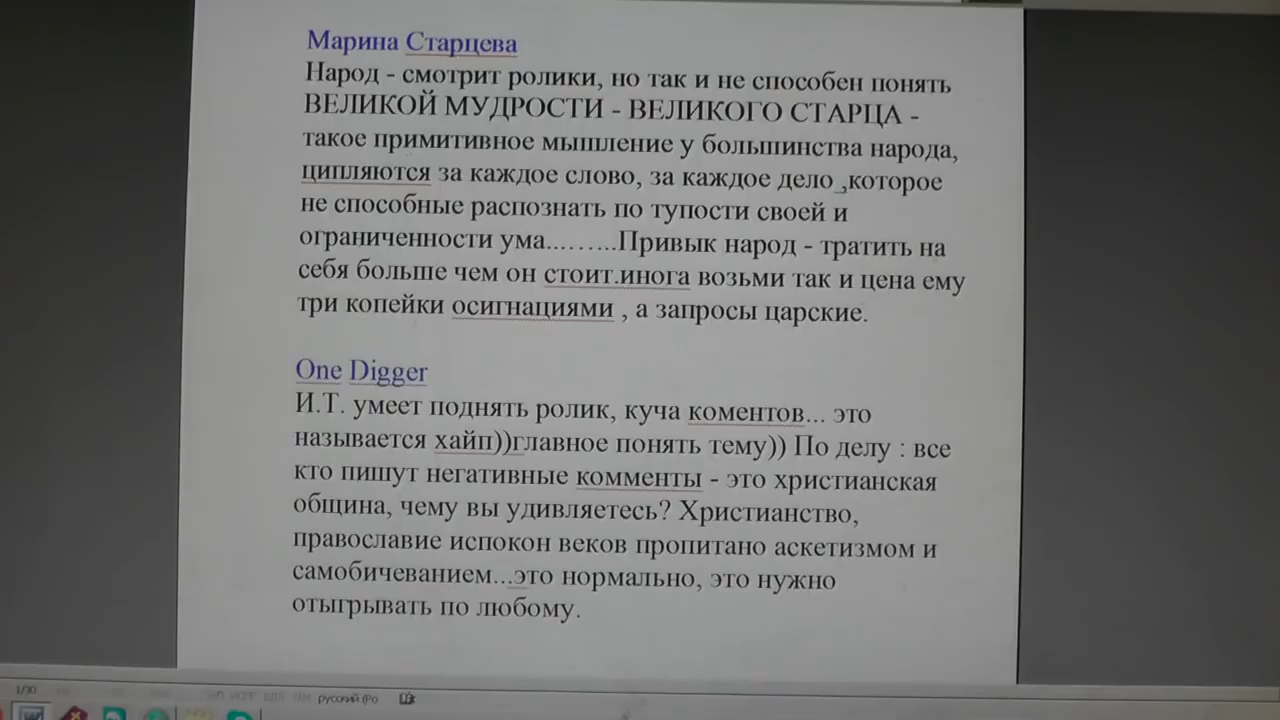 Марина Старцева
Народ - смотрит ролики, но так и не способен понять
ВЕЛИКОЙ МУДРОСТИ - ВЕЛИКОГО СТАРЦА -
такое примитивное мышление у большинства народа,
ципляются за каждое слово, за каждое дело ,которое
не способные распознать по тупости своей и
ограниченности ума...…...Привык народ - тратить на
себя больше чем он стоит.инога возьми так и цена ему
три копейки осигнациями , а запросы царские.
One Digger
И.Т. умеет поднять ролик, куча коментов... это
называется хайп))главное понять тему)) По делу : все
кто пишут негативные комменты - это христианская
община, чему вы удивляетесь? Христианство,
православие испокон веков пропитано аскетизмом и
самобичеванием...это нормально, это нужно
отыгрывать по любому.
1/30
русский (Ро